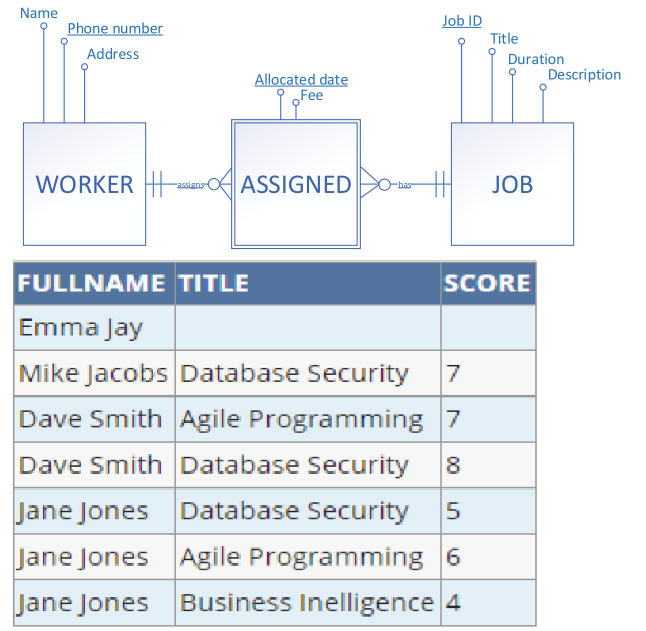 Name
Phone number
Address
Job ID
Title
Duration
Description
Allocated date
Fee
WORKER
assigns
ASSIGNED
has
JOB
FULLNAME TITLE SCORE
Emma Jay
Mike Jacobs Database Security 7
Dave Smith Agile Programming 7
Dave Smith Database Security 8
Jane Jones Database Security 5
Jane Jones Agile Programming 6
Jane Jones Business Inelligence 4